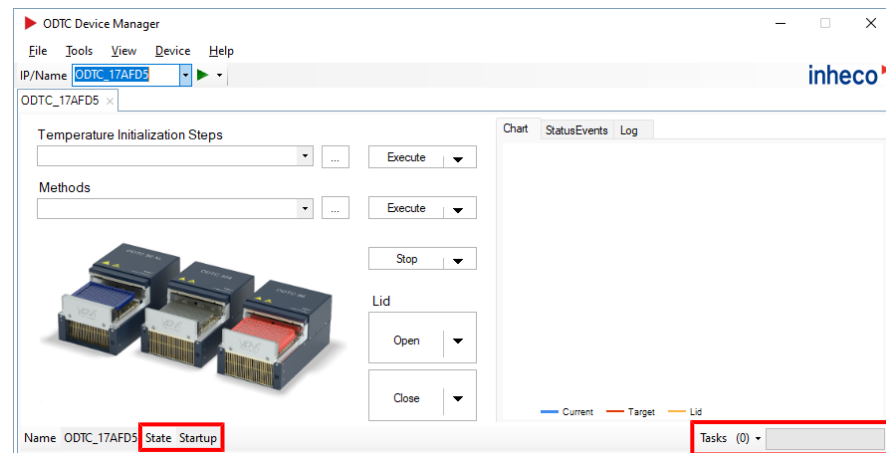 ODTC Device Manager
File Tools View Device Help
IP/Name ODTC_17AFD5
inheco
ODTC_17AFD5
Temperature Initialization Steps
... Execute
Methods
... Execute
Stop
Lid
Open
Close
Chart StatusEvents Log
Current Target Lid
Name ODTC_17AFD5 State Startup
Tasks (0)